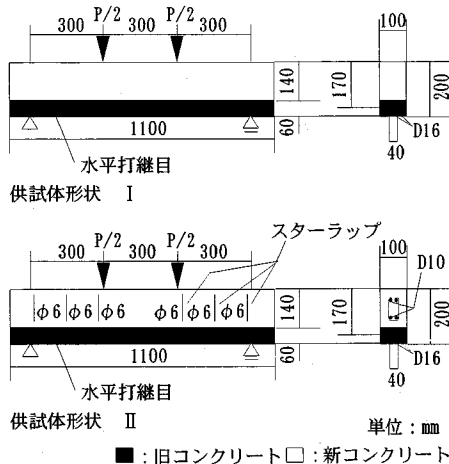 P/2 P/2
300 300 300
100
140
60
170
200
D16
40
1100
水平打継目
供試体形状 I
スターラップ
P/2 P/2
300 300 300
100
φ6 φ6 φ6 φ6 φ6 φ6
D10
140
60
170
200
D16
40
1100
水平打継目
供試体形状 II
単位:mm
■:旧コンクリート□:新コンクリート